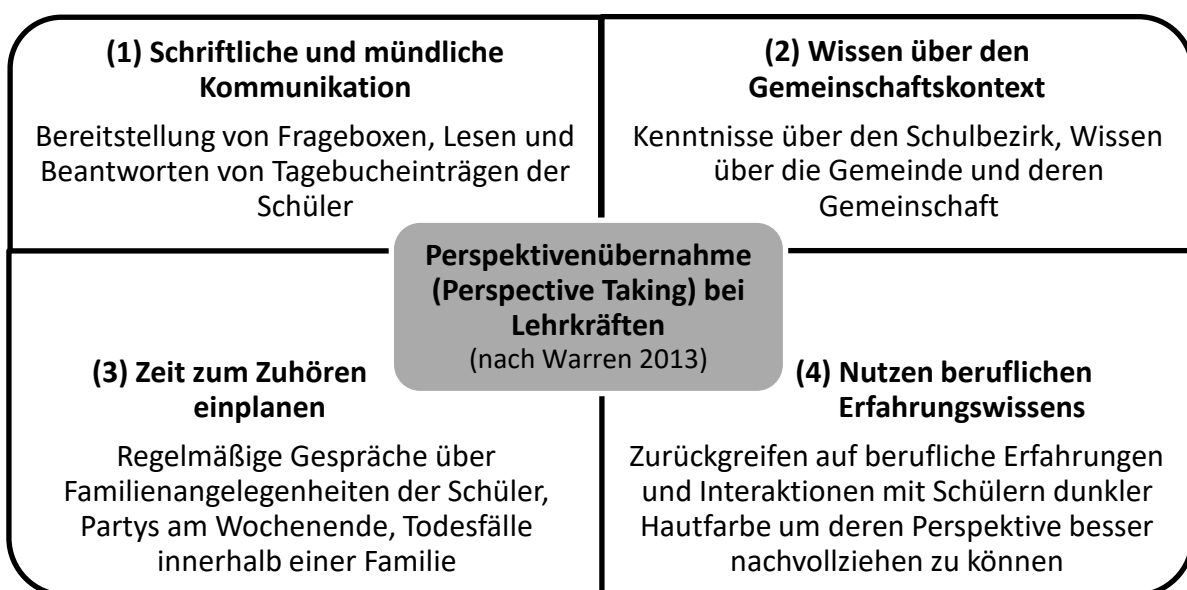 (1) Schriftliche und mündliche
Kommunikation
Bereitstellung von Frageboxen, Lesen und
Beantworten von Tagebucheinträgen der
Schüler
(2) Wissen über den
Gemeinschaftskontext
Kenntnisse über den Schulbezirk, Wissen
über die Gemeinde und deren
Gemeinschaft
Perspektivenübernahme
(Perspective Taking) bei
Lehrkräften
(nach Warren 2013)
(3) Zeit zum Zuhören
einplanen
Regelmäßige Gespräche über
Familienangelegenheiten der Schüler,
Partys am Wochenende, Todesfälle
innerhalb einer Familie
(4) Nutzen beruflichen
Erfahrungswissens
Zurückgreifen auf berufliche Erfahrungen
und Interaktionen mit Schülern dunkler
Hautfarbe um deren Perspektive besser
nachvollziehen zu können